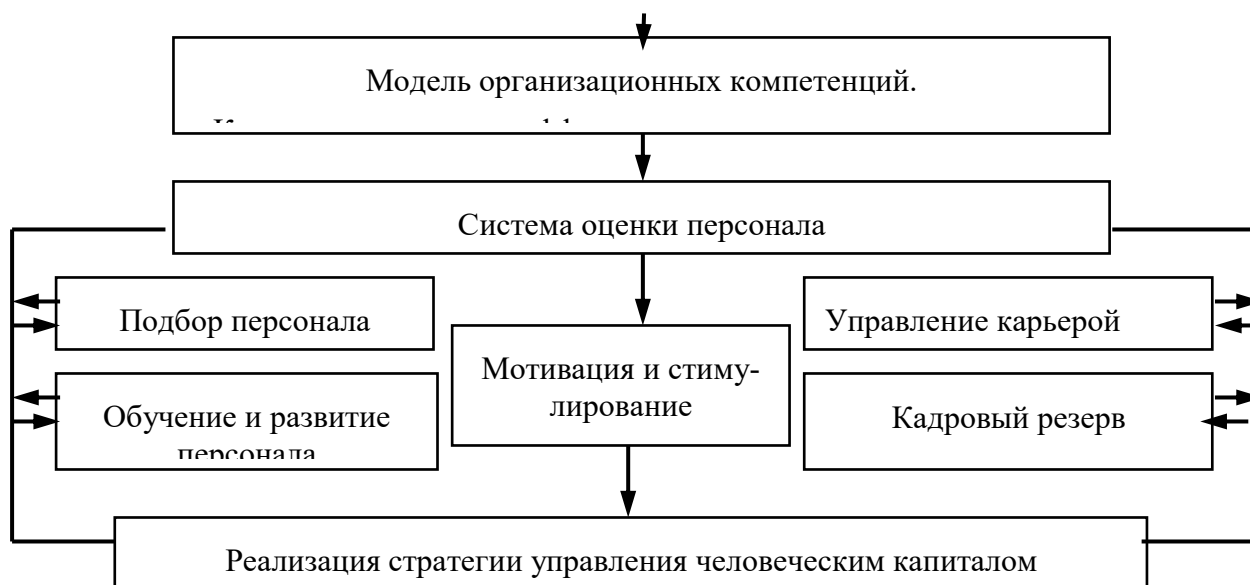 Модель организационных компетенций.
Система оценки персонала
Подбор персонала
Управление карьерой
Мотивация и стиму-
лирование
Обучение и развитие
персонала
Кадровый резерв
Реализация стратегии управления человеческим капиталом